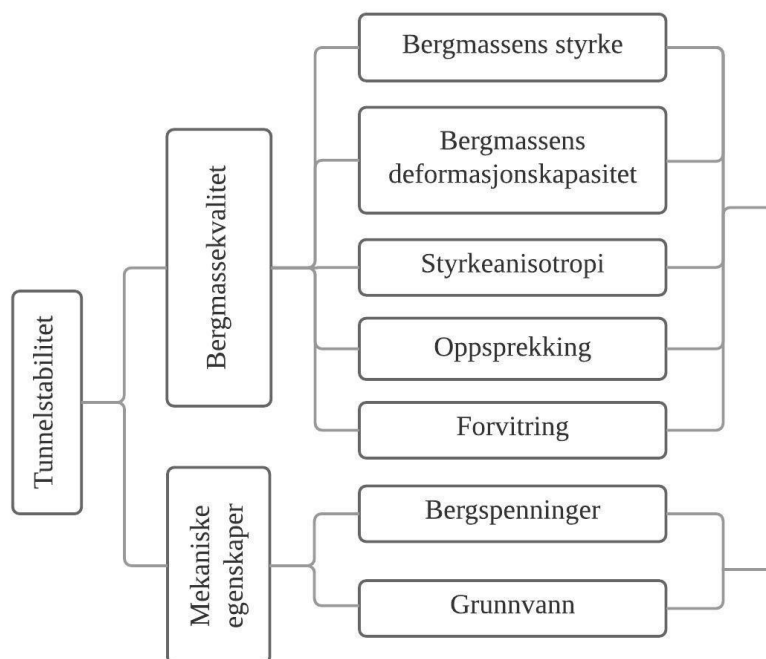 Tunnelstabilitet
Bergmassekvalitet
Bergmassens styrke
Bergmassens
deformasjonskapasitet
Styrkeanisotropi
Oppsprekking
Forvitring
Mekaniske
egenskaper
Bergspenninger
Grunnvann